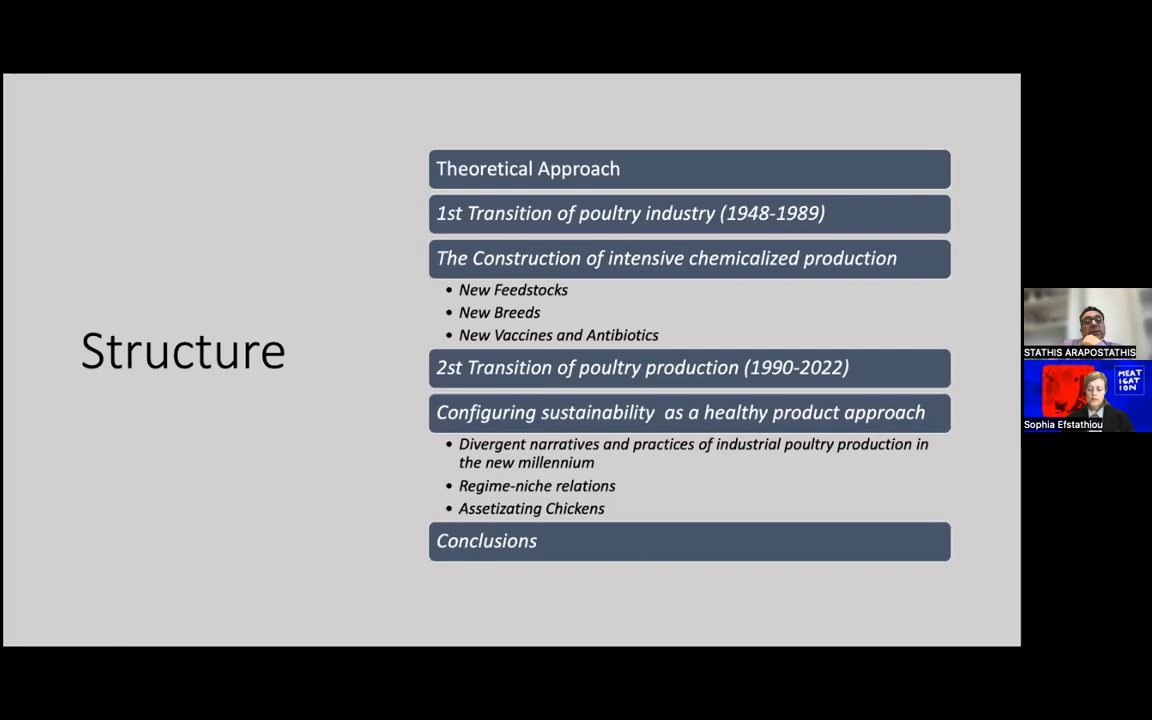 Structure
Theoretical Approach
1st Transition of poultry industry (1948-1989)
The Construction of intensive chemicalized production
• New Feedstocks
• New Breeds
• New Vaccines and Antibiotics
2st Transition of poultry production (1990-2022)
Configuring sustainability as a healthy product approach
• Divergent narratives and practices of industrial poultry production in
the new millennium
• Regime-niche relations
• Assetizating Chickens
Conclusions
STATHIS ARAPOSTATHIS
MEAT
IGAT
ION
Sophia Efstathiou